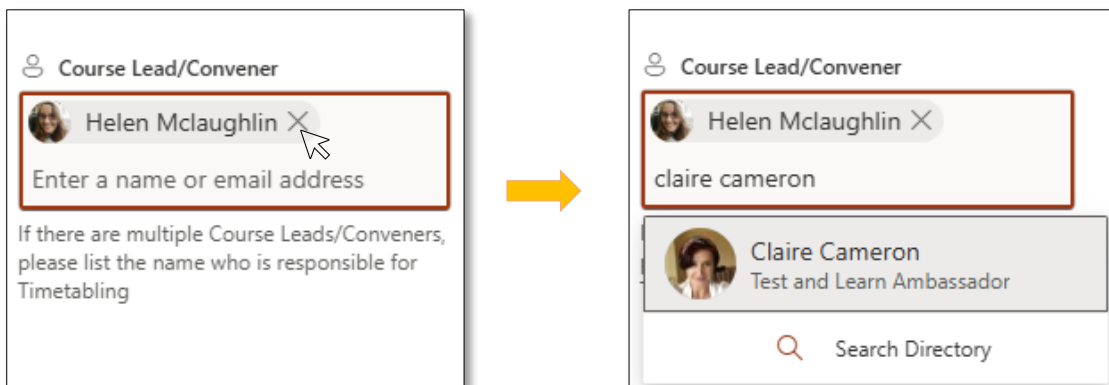 Course Lead/Convener
Helen Mclaughlin
Enter a name or email address
If there are multiple Course Leads/Conveners,
please list the name who is responsible for
Timetabling
Course Lead/Convener
Helen Mclaughlin
claire cameron
Claire Cameron
Test and Learn Ambassador
Search Directory